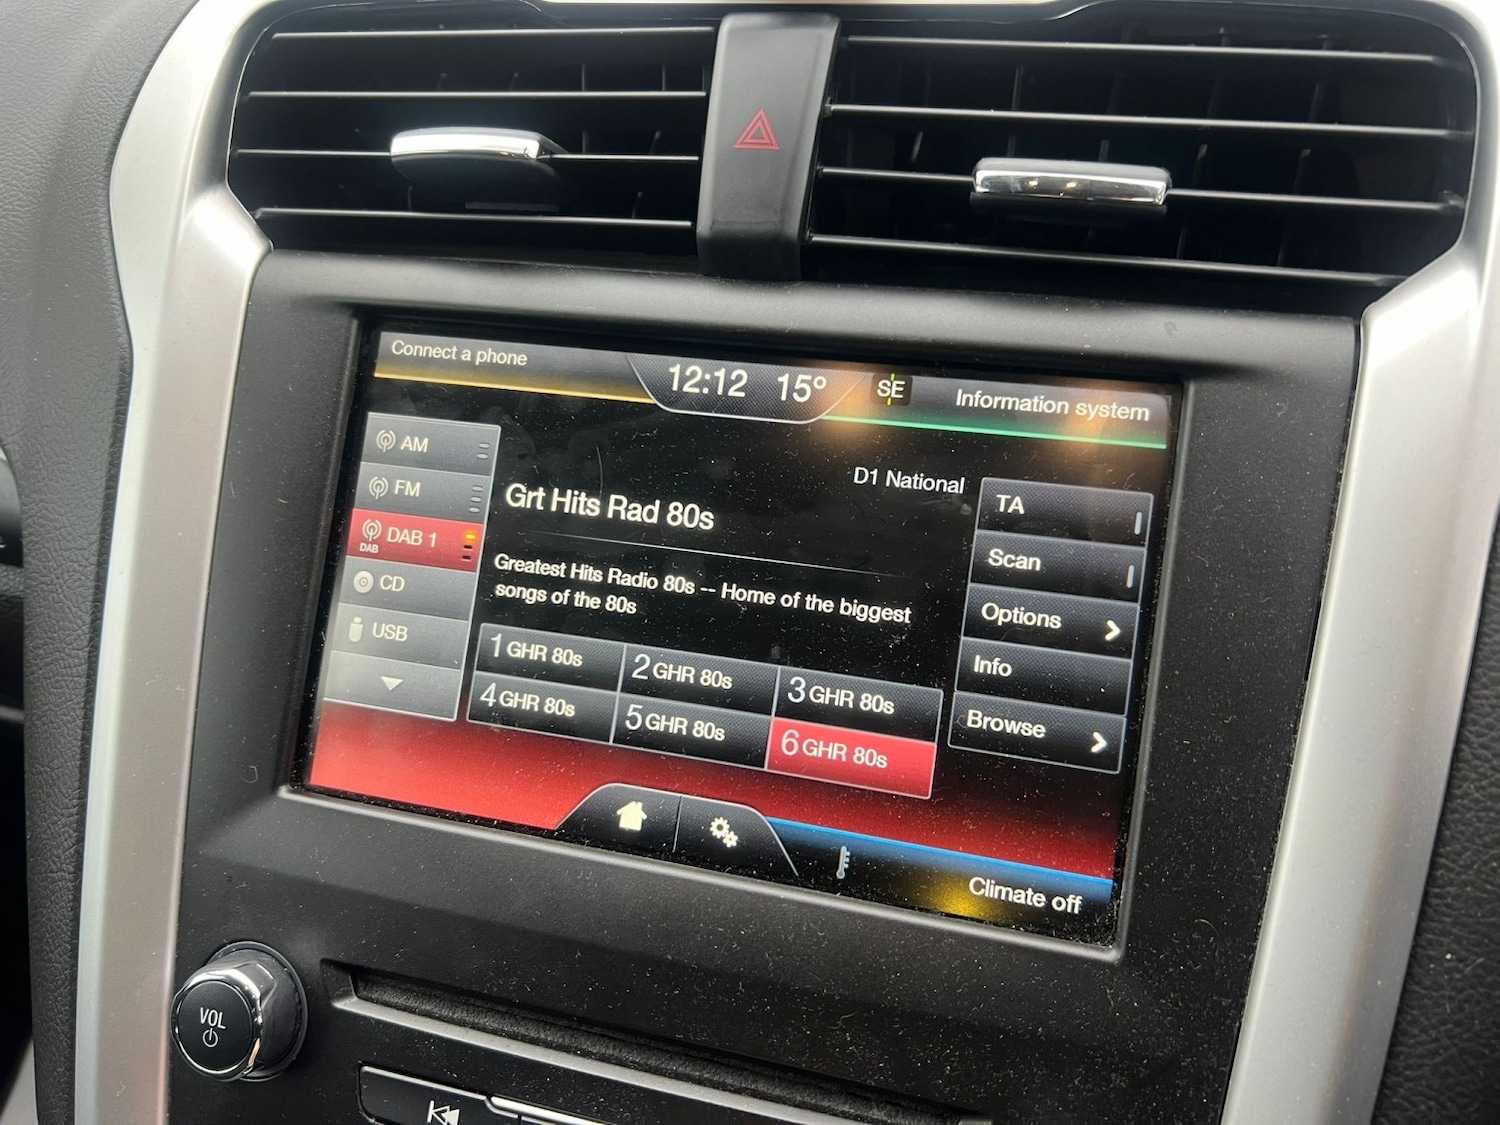 Connect a phone
12:12 15° SE Information system
AM
FM
DAB 1
DAB
CD
USB
D1 National
Grt Hits Rad 80s
Greatest Hits Radio 80s -- Home of the biggest
songs of the 80s
1 GHR 80s
2 GHR 80s
3 GHR 80s
4 GHR 80s
5 GHR 80s
6 GHR 80s
TA
Scan
Options
Info
Browse
Climate off
VOL